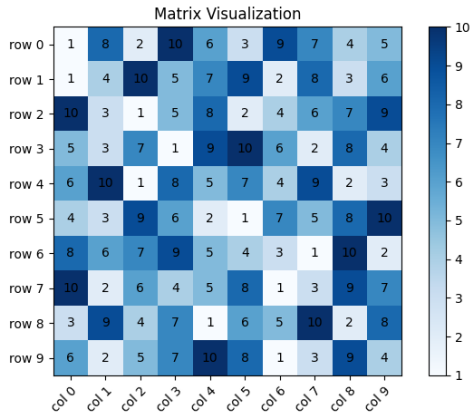 Matrix Visualization
row 0 1 8 2 10 6 3 9 7 4 5
row 1 1 4 10 5 7 9 2 8 3 6
row 2 10 3 1 5 8 2 4 6 7 9
row 3 5 3 7 1 9 10 6 2 8 4
row 4 6 10 1 8 5 7 4 9 2 3
row 5 4 3 9 6 2 1 7 5 8 10
row 6 8 6 7 9 5 4 3 1 10 2
row 7 10 2 6 4 5 8 1 3 9 7
row 8 3 9 4 7 1 6 5 10 2 8
row 9 6 2 5 7 10 8 1 3 9 4
col 0 col 1 col 2 col 3 col 4 col 5 col 6 col 7 col 8 col 9
10
9
8
7
6
5
4
3
2
1